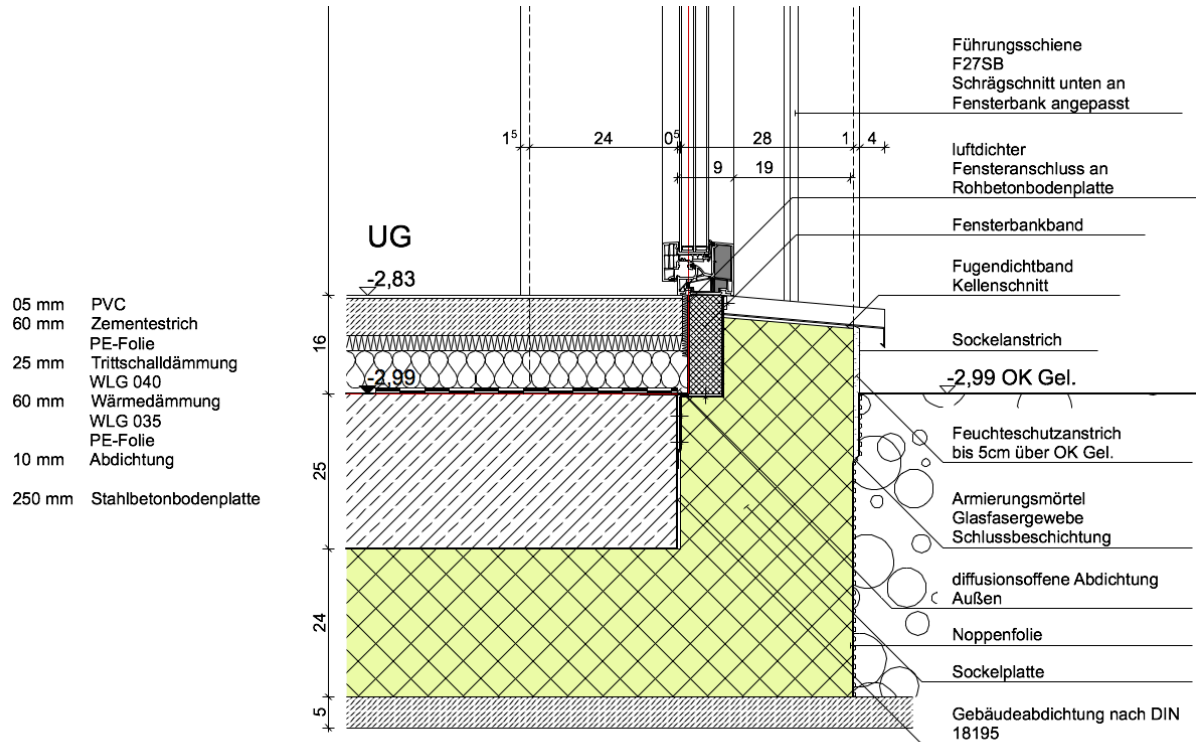 Führungsschiene
F27SB
Schrägschnitt unten an
Fensterbank angepasst
1⁵ 24 0⁵ 28 1 4
luftdichter
Fensteranschluss an
Rohbetonbodenplatte
9 19
Fensterbankband
UG
Fugendichtband
Kellenschnitt
-2,83
05 mm PVC
60 mm Zementestrich
PE-Folie
25 mm Trittschalldämmung
WLG 040
60 mm Wärmedämmung
WLG 035
PE-Folie
10 mm Abdichtung
250 mm Stahlbetonbodenplatte
16
25
24
5
-2,99
Sockelanstrich
-2,99 OK Gel.
Feuchteschutzanstrich
bis 5cm über OK Gel.
Armierungsmörtel
Glasfasergewebe
Schlussbeschichtung
diffusionsoffene Abdichtung
Außen
Noppenfolie
Sockelplatte
Gebäudeabdichtung nach DIN
18195